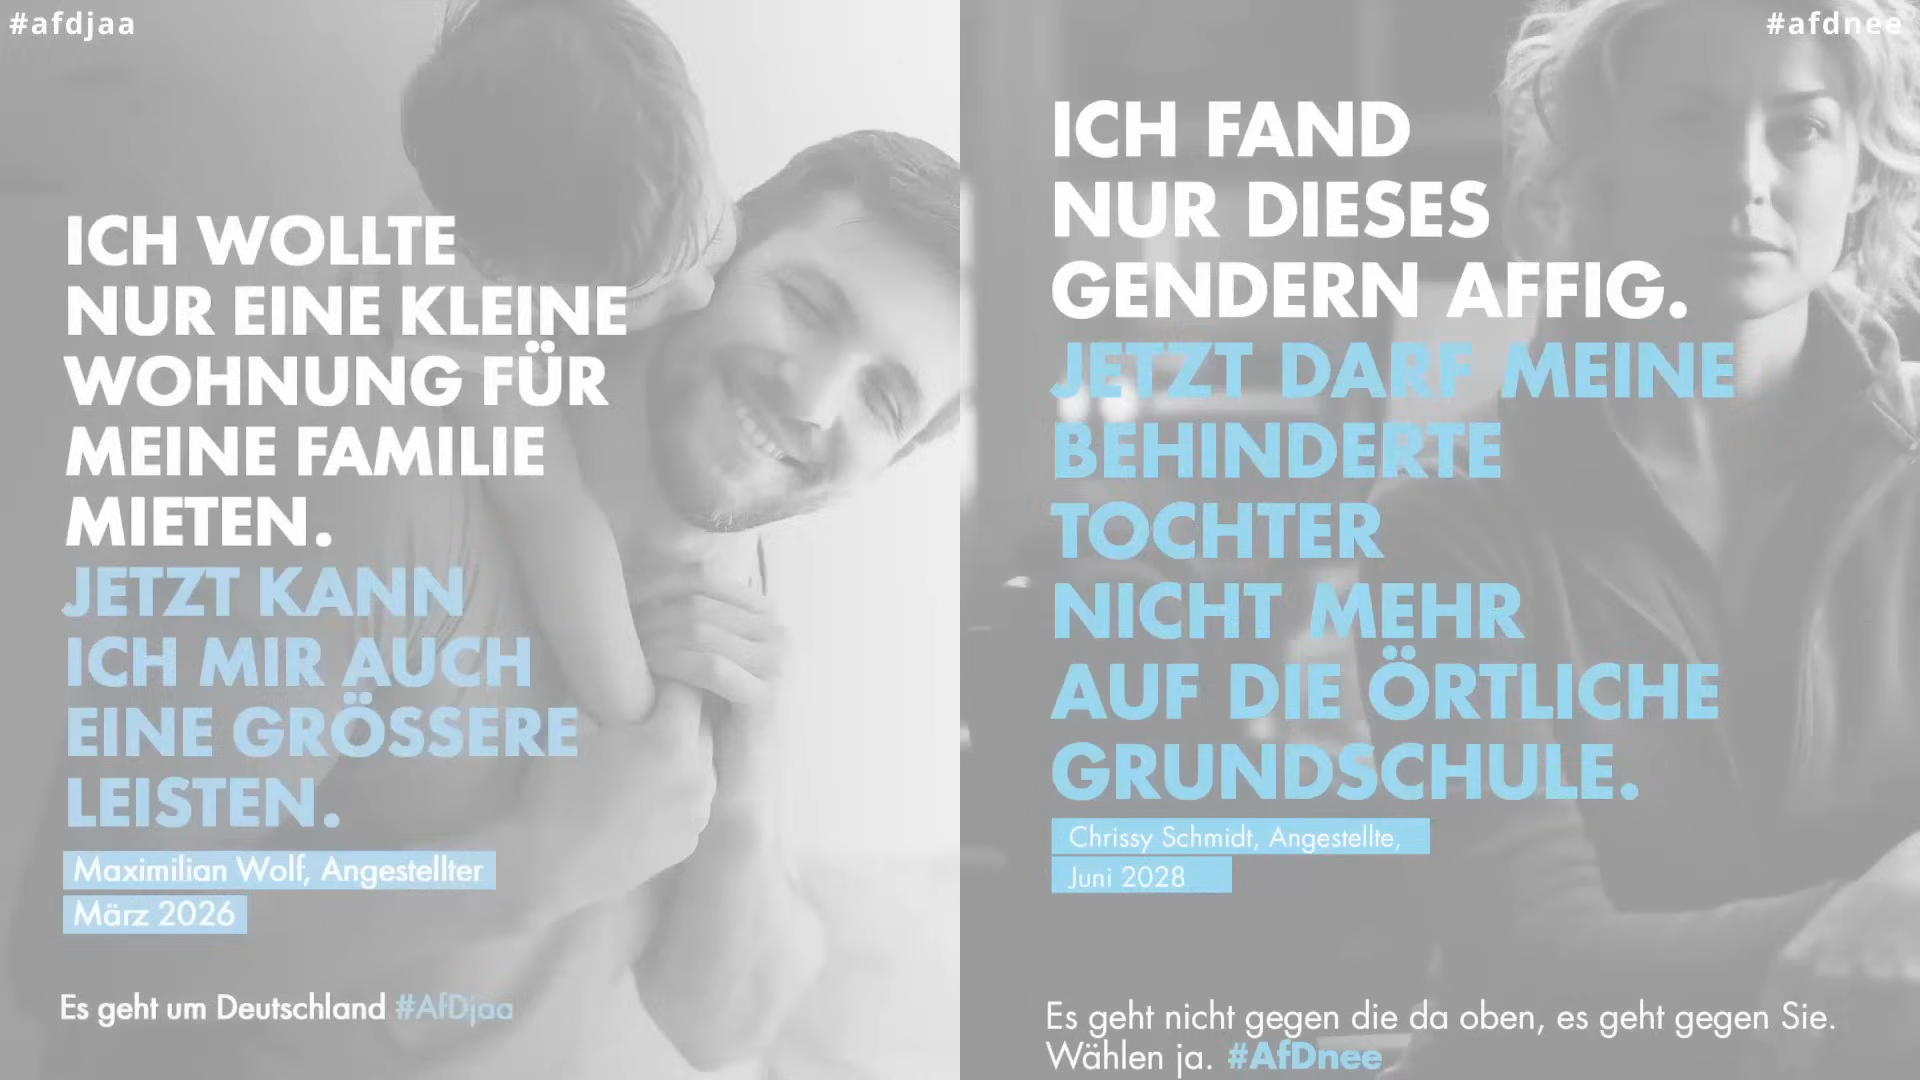 #afdjaa
ICH WOLLTE
NUR EINE KLEINE
WOHNUNG FÜR
MEINE FAMILIE
MIETEN.
JETZT KANN
ICH MIR AUCH
EINE GRÖSSERE
LEISTEN.
Maximilian Wolf, Angestellter
März 2026
Es geht um Deutschland #AfDjaa
#afdnee
ICH FAND
NUR DIESES
GENDERN AFFIG.
JETZT DARF MEINE
BEHINDERTE
TOCHTER
NICHT MEHR
AUF DIE ÖRTLICHE
GRUNDSCHULE.
Chrissy Schmidt, Angestellte,
Juni 2028
Es geht nicht gegen die da oben, es geht gegen Sie.
Wählen ja. #AfDnee